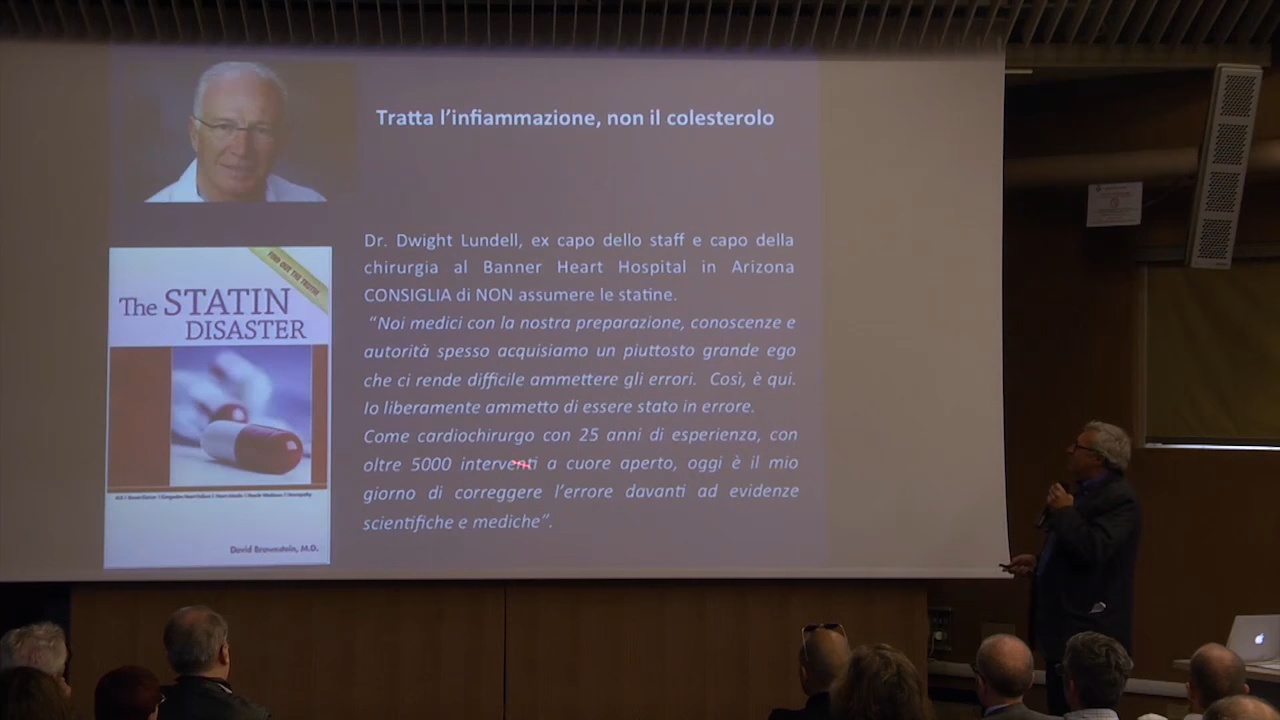 Tratta l'infiammazione, non il colesterolo
Dr. Dwight Lundell, ex capo dello staff e capo della
chirurgia al Banner Heart Hospital in Arizona
CONSIGLIA di NON assumere le statine.
"Noi medici con la nostra preparazione, conoscenze e
autorità spesso acquisiamo un piuttosto grande ego
che ci rende difficile ammettere gli errori. Così, è qui.
Io liberamente ammetto di essere stato in errore.
Come cardiochirurgo con 25 anni di esperienza, con
oltre 5000 interventi a cuore aperto, oggi è il mio
giorno di correggere l'errore davanti ad evidenze
scientifiche e mediche".
FIND OUT THE TRUTH!
The STATIN
DISASTER
David Brownstein, M.D.